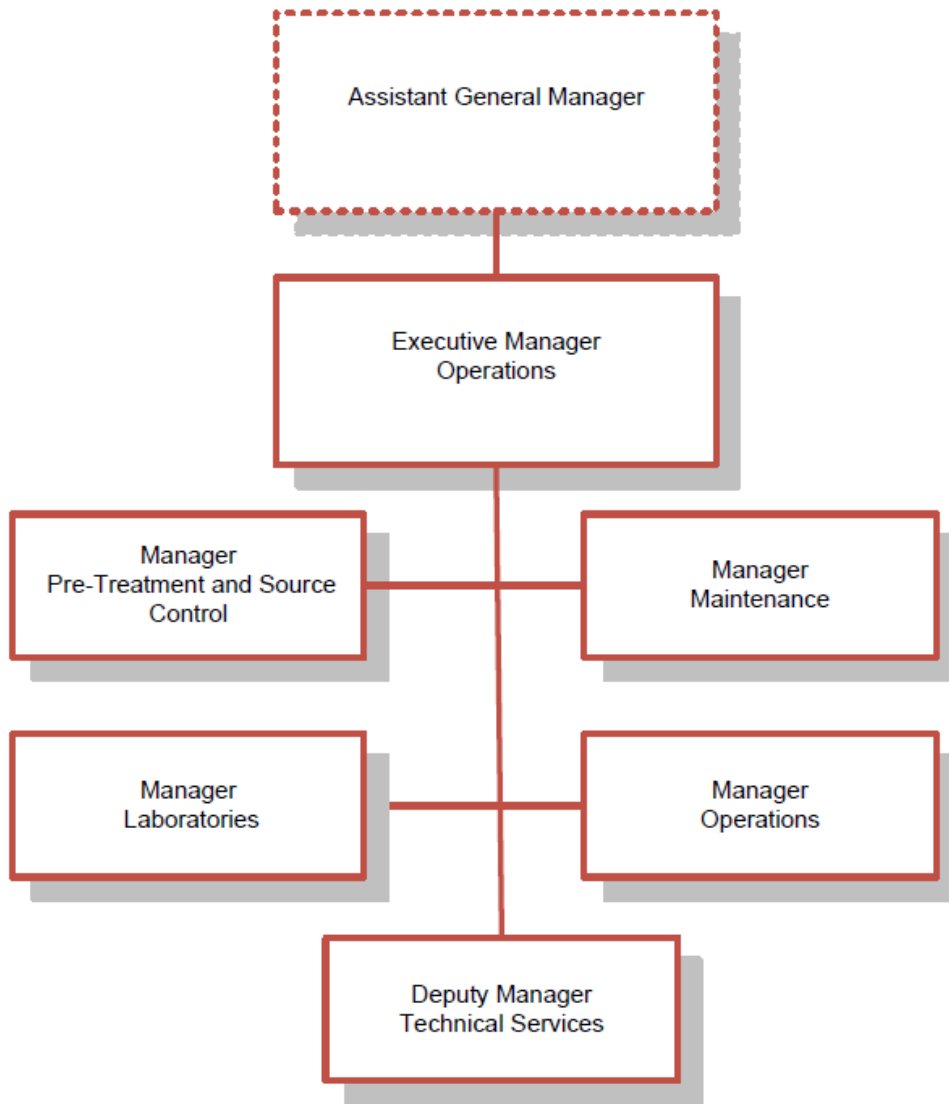 Assistant General Manager
Executive Manager
Operations
Manager
Pre-Treatment and Source
Control
Manager
Maintenance
Manager
Laboratories
Manager
Operations
Deputy Manager
Technical Services